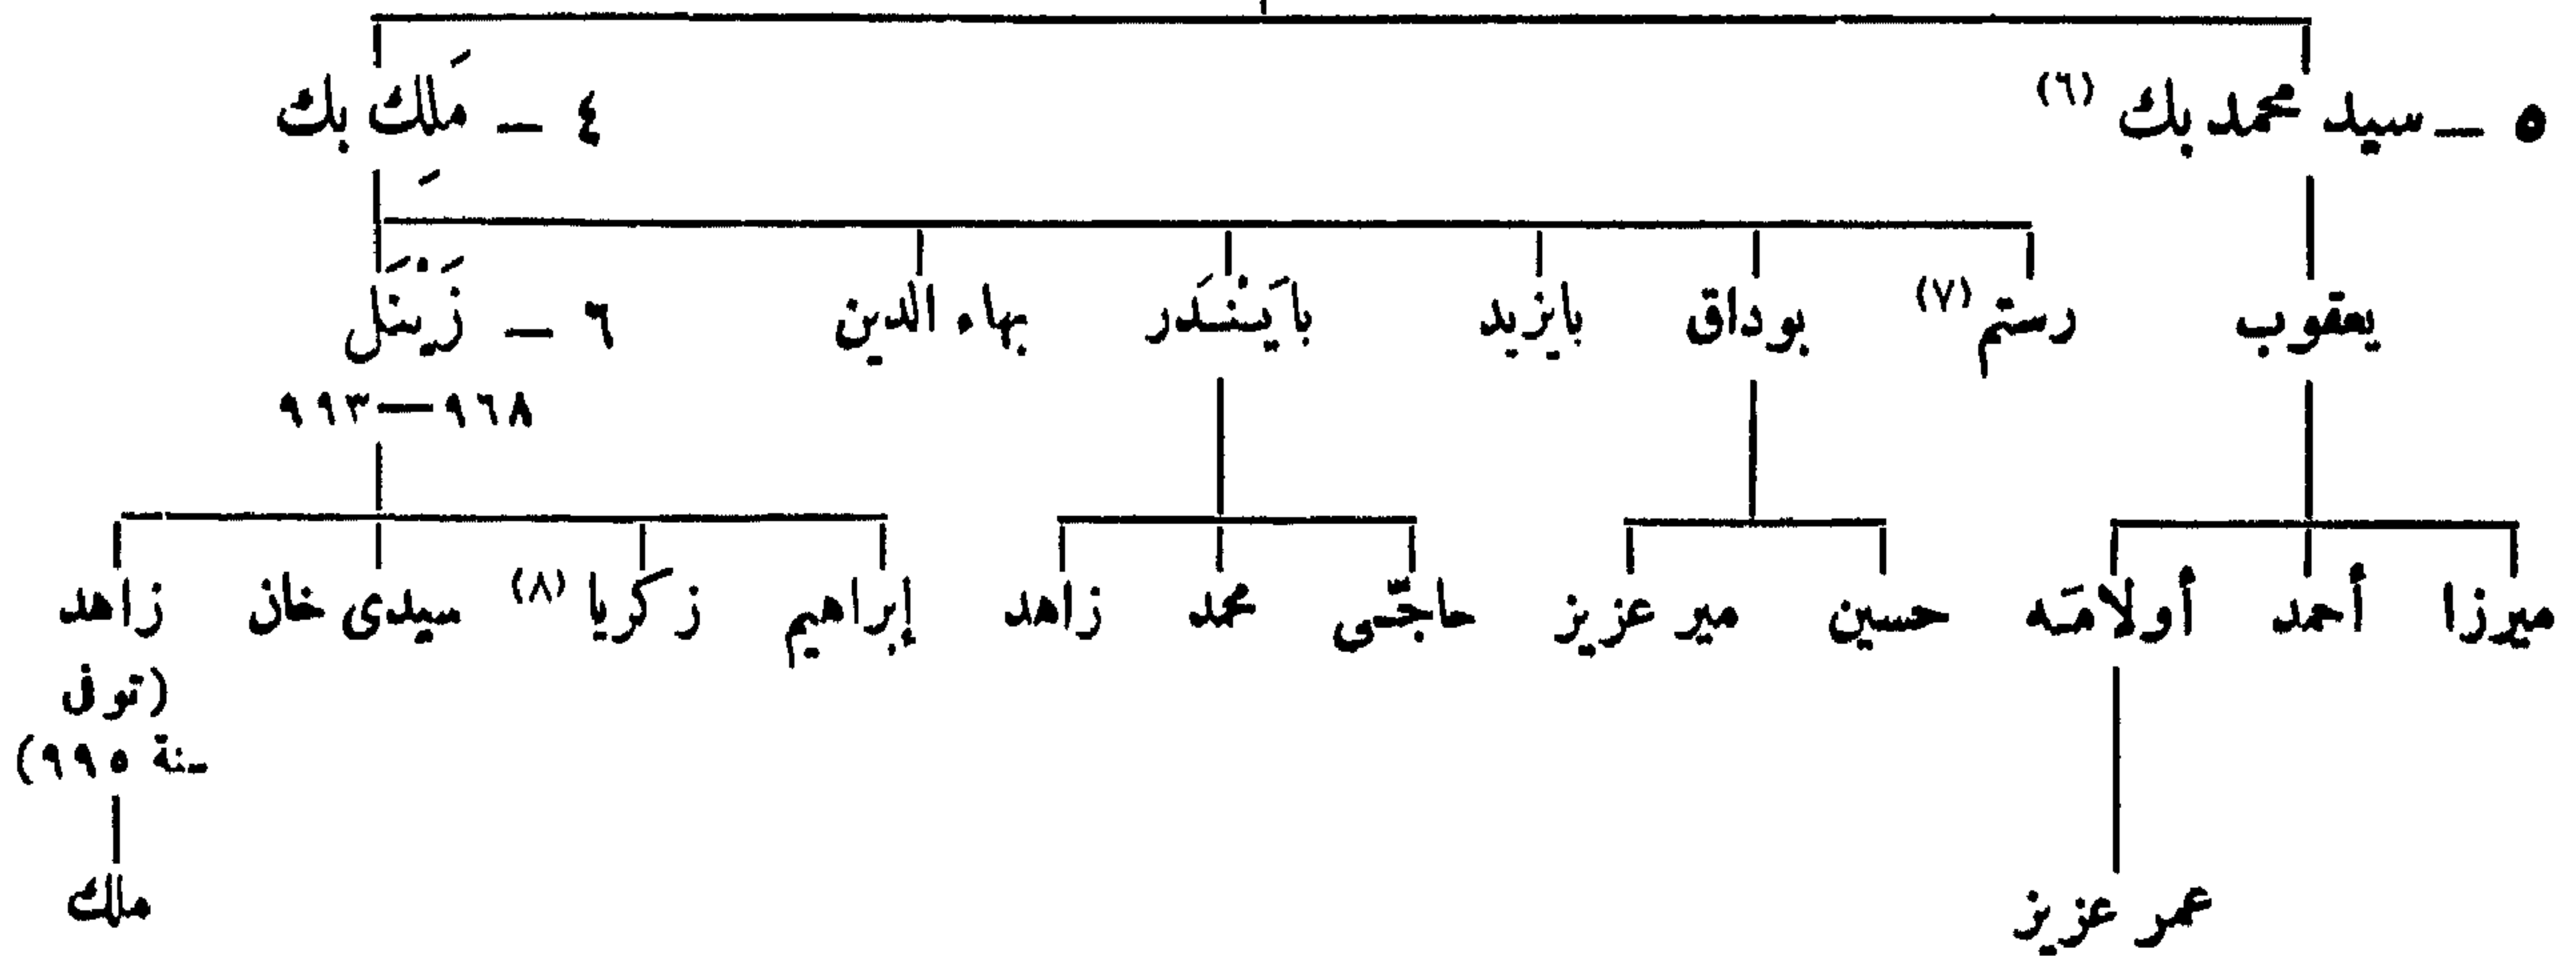 ٥ – سيد محمد بك (٦) ٤ – مَلِك بك
يعقوب رستم (٧) بوداق بايزيد بايَنْدَر بهاء الدين ٦ – زَيْنَل
٩٦٨–٩٩٣
ميرزا أحمد أولامَه حسين مير عزيز حاجّى محمد زاهد إبراهيم زكريا (٨) سيدى خان زاهد
(توفى
سنة ٩٩٥)
عمر عزيز ملك